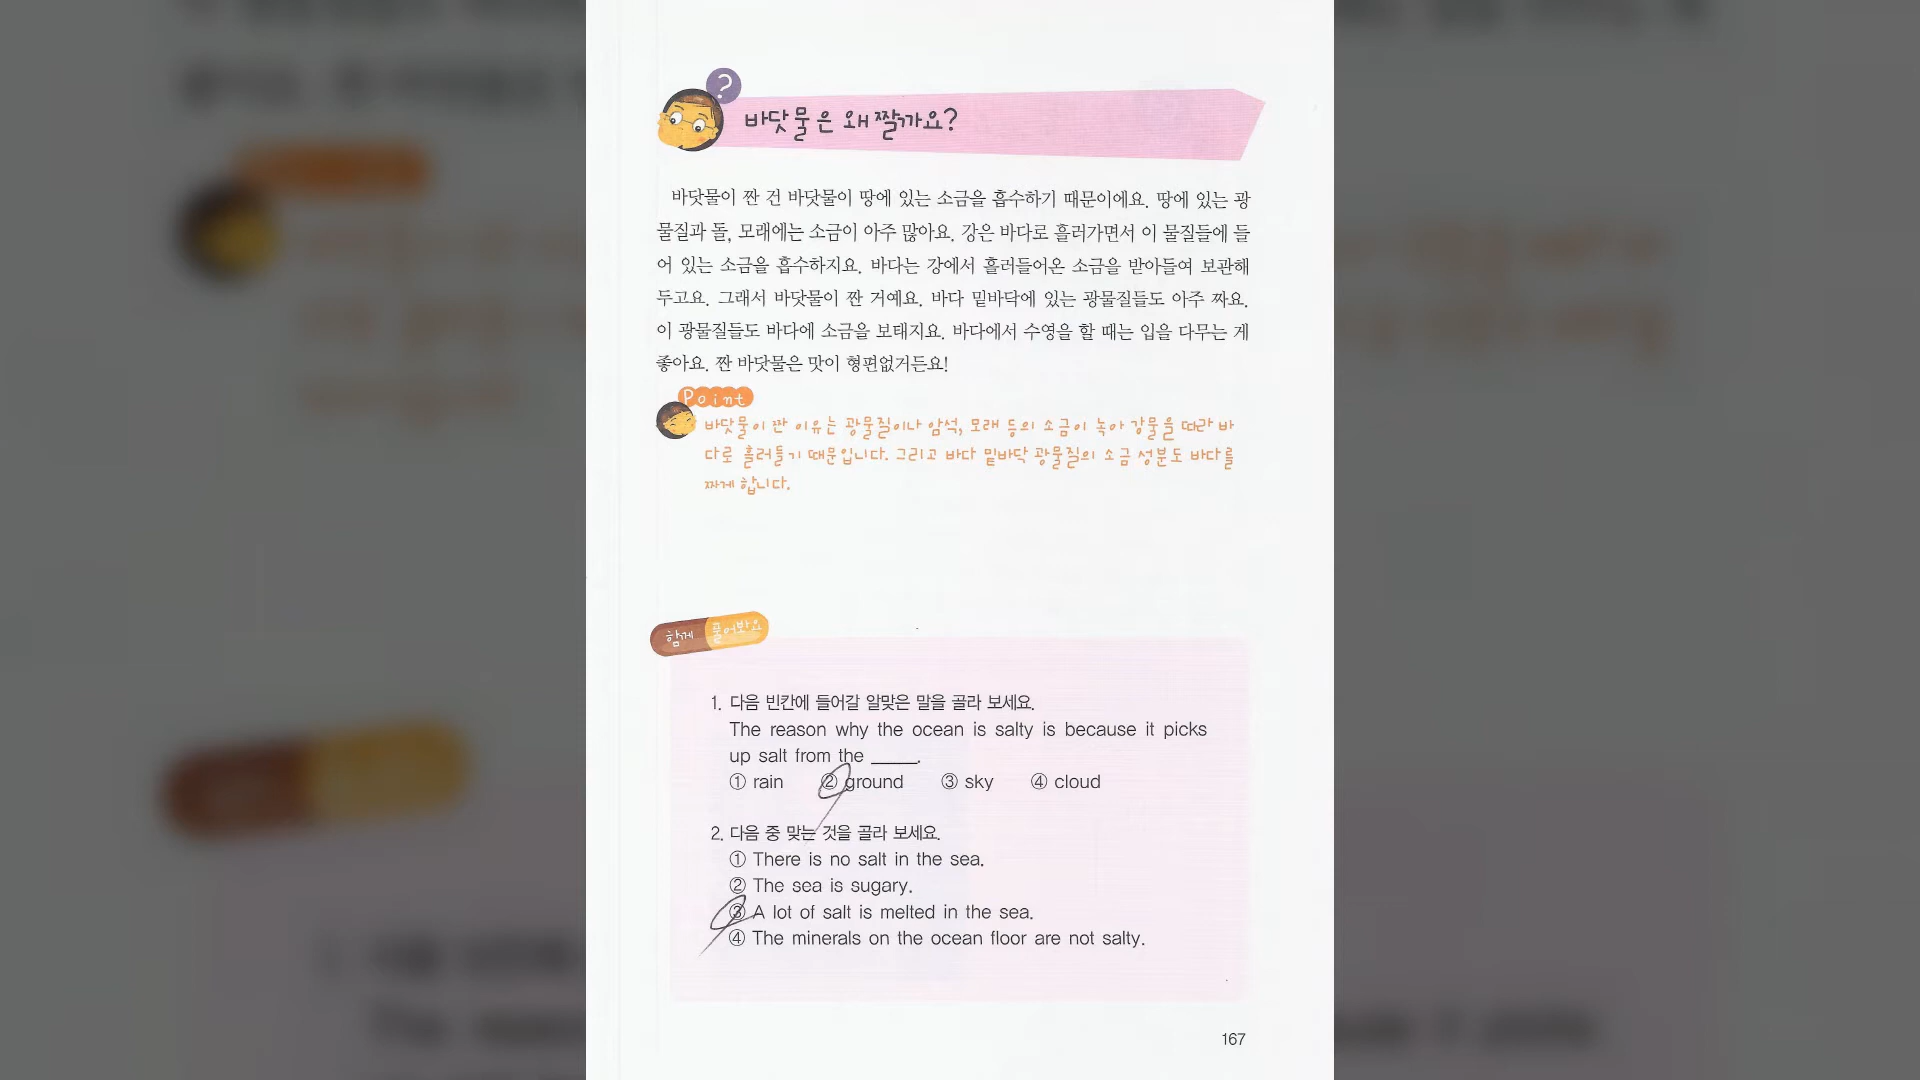 ?
바닷물은 왜 짤까요?
바닷물이 짠 건 바닷물이 땅에 있는 소금을 흡수하기 때문이에요. 땅에 있는 광
물질과 돌, 모래에는 소금이 아주 많아요. 강은 바다로 흘러가면서 이 물질들에 들
어 있는 소금을 흡수하지요. 바다는 강에서 흘러들어온 소금을 받아들여 보관해
두고요. 그래서 바닷물이 짠 거예요. 바다 밑바닥에 있는 광물질들도 아주 짜요.
이 광물질들도 바다에 소금을 보태지요. 바다에서 수영을 할 때는 입을 다무는 게
좋아요. 짠 바닷물은 맛이 형편없거든요!
Point
바닷물이 짠 이유는 광물질이나 암석, 모래 등의 소금이 녹아 강물을 따라 바
다로 흘러들기 때문입니다. 그리고 바다 밑바닥 광물질의 소금 성분도 바다를
짜게 합니다.
함께 풀어봐요
1. 다음 빈칸에 들어갈 알맞은 말을 골라 보세요.
The reason why the ocean is salty is because it picks
up salt from the _____.
① rain ② ground ③ sky ④ cloud
2. 다음 중 맞는 것을 골라 보세요.
① There is no salt in the sea.
② The sea is sugary.
③ A lot of salt is melted in the sea.
④ The minerals on the ocean floor are not salty.
167